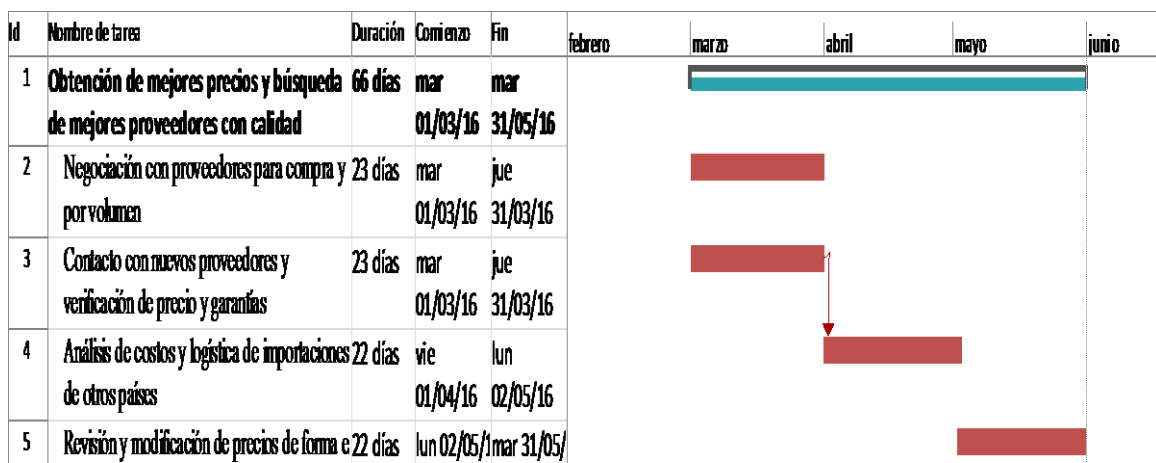 Id Nombre de tarea Duración Comienzo Fin febrero marzo abril mayo junio
1 Obtención de mejores precios y búsqueda 66 días mar mar
de mejores proveedores con calidad 01/03/16 31/05/16
2 Negociación con proveedores para compra y 23 días mar jue
por volumen 01/03/16 31/03/16
3 Contacto con nuevos proveedores y 23 días mar jue
verificación de precio y garantías 01/03/16 31/03/16
4 Análisis de costos y logística de importaciones 22 días vie lun
de otros países 01/04/16 02/05/16
5 Revisión y modificación de precios de forma e 22 días lun 02/05/1 mar 31/05/